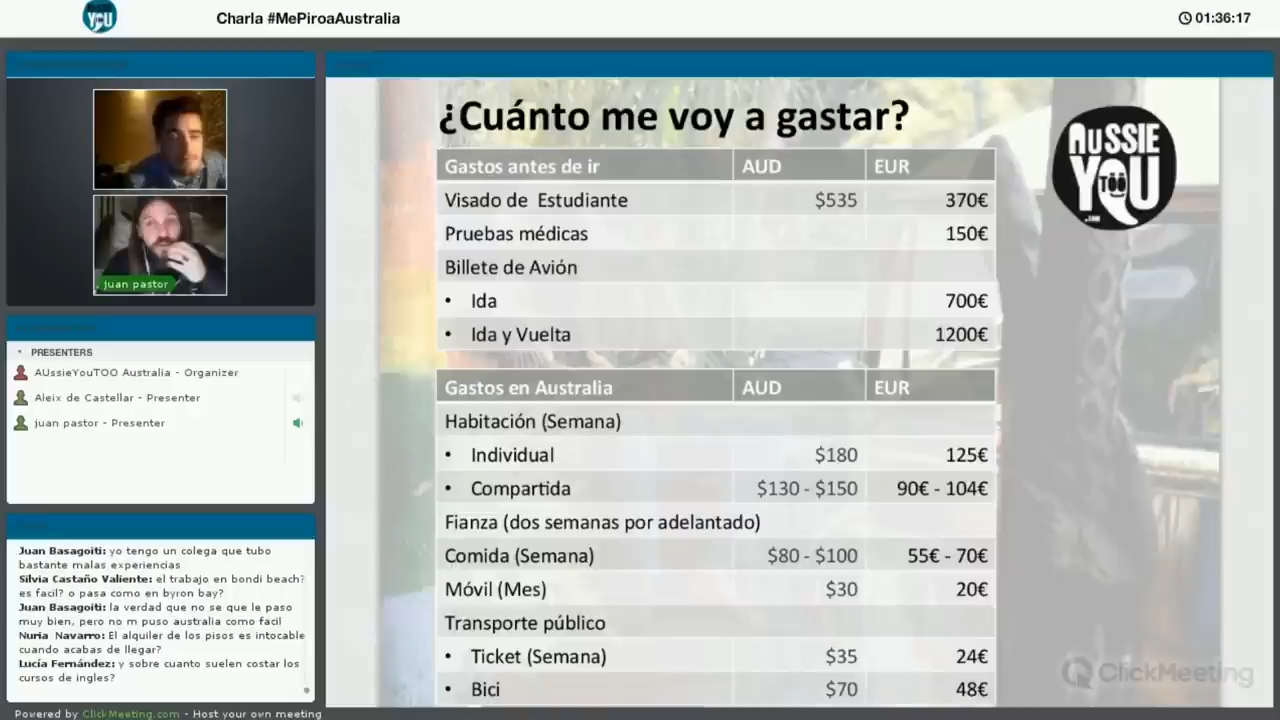 YOU
Charla #MePiroaAustralia
01:36:17
juan pastor
PRESENTERS
AUssieYouTOO Australia - Organizer
Aleix de Castellar - Presenter
juan pastor - Presenter
Juan Basagoiti: yo tengo un colega que tubo
bastante malas experiencias
Silvia Castaño Valiente: el trabajo en bondi beach?
es facil? o pasa como en byron bay?
Juan Basagoiti: la verdad que no se que le paso
muy bien, pero no m puso australia como facil
Nuria Navarro: El alquiler de los pisos es intocable
cuando acabas de llegar?
Lucía Fernández: y sobre cuanto suelen costar los
cursos de ingles?
Powered by ClickMeeting.com - Host your own meeting
¿Cuánto me voy a gastar?
Gastos antes de ir AUD EUR
Visado de Estudiante $535 370€
Pruebas médicas 150€
Billete de Avión
• Ida 700€
• Ida y Vuelta 1200€
Gastos en Australia AUD EUR
Habitación (Semana)
• Individual $180 125€
• Compartida $130 - $150 90€ - 104€
Fianza (dos semanas por adelantado)
Comida (Semana) $80 - $100 55€ - 70€
Móvil (Mes) $30 20€
Transporte público
• Ticket (Semana) $35 24€
• Bici $70 48€
AUSSIE
YOU
TOO
.COM
ClickMeeting